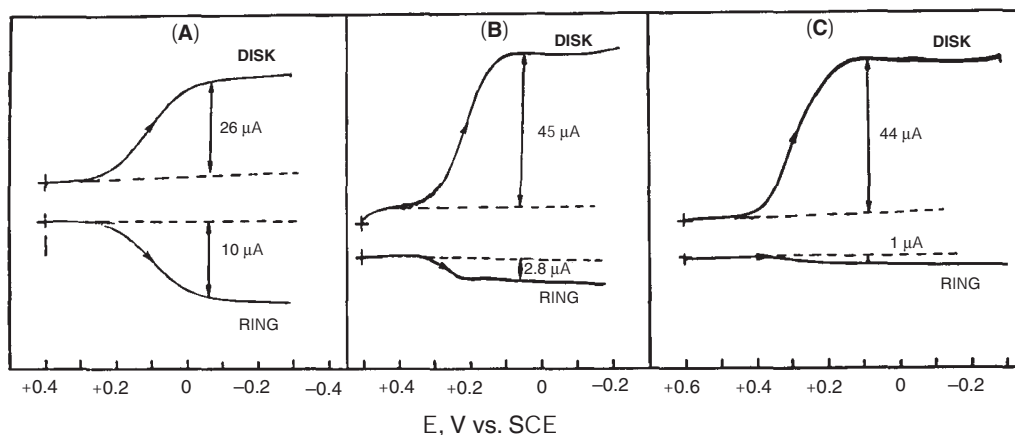 (A)
DISK
26 µA
10 µA
RING
(B)
DISK
45 µA
2.8 µA
RING
(C)
DISK
44 µA
1 µA
RING
+0.4 +0.2 0 −0.2 −0.4 +0.4 +0.2 0 −0.2 +0.6 +0.4 +0.2 0 −0.2
E, V vs. SCE